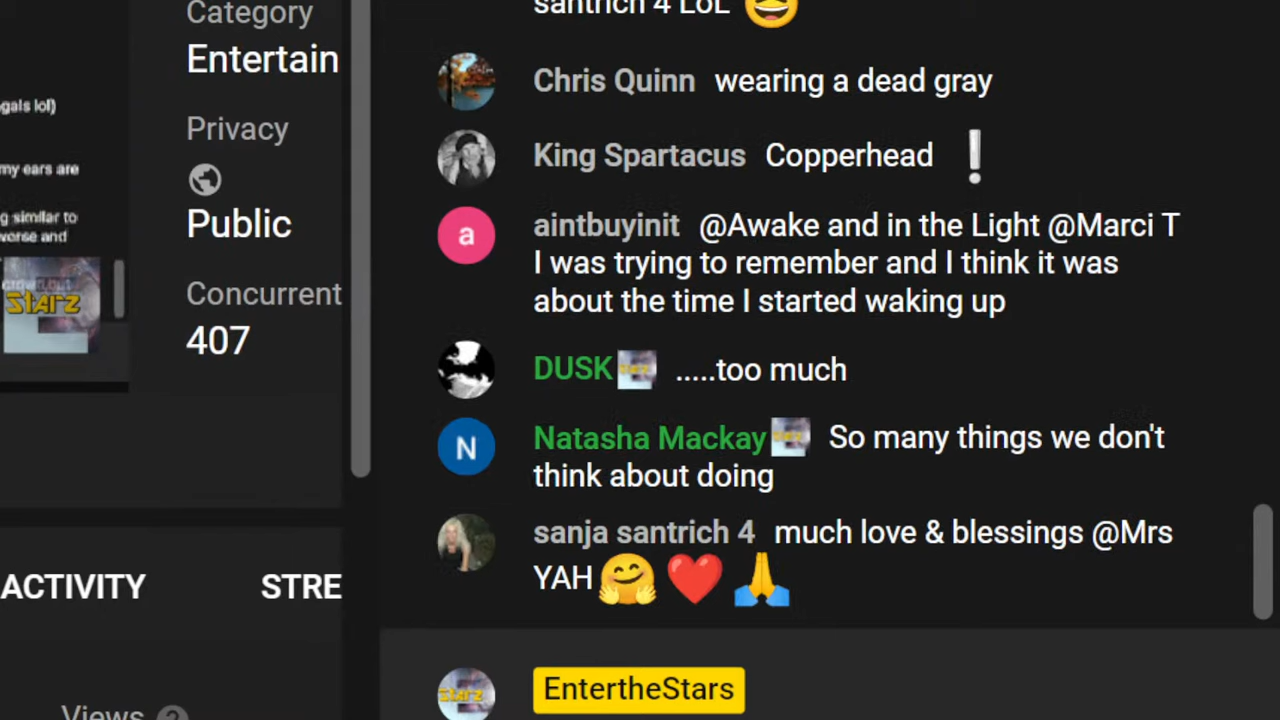 gals lol)
my ears are
g similar to
verse and
crown,but
STARZ
Category
Entertain
Privacy
Public
Concurrent
407
ACTIVITY STRE
Views ?
santrich 4 LoL 😆
Chris Quinn wearing a dead gray
King Spartacus Copperhead ❕
a
aintbuyinit @Awake and in the Light @Marci T
I was trying to remember and I think it was
about the time I started waking up
DUSK .....too much
N
Natasha Mackay So many things we don't
think about doing
sanja santrich 4 much love & blessings @Mrs
YAH🤗❤️🙏
STARZ
EntertheStars